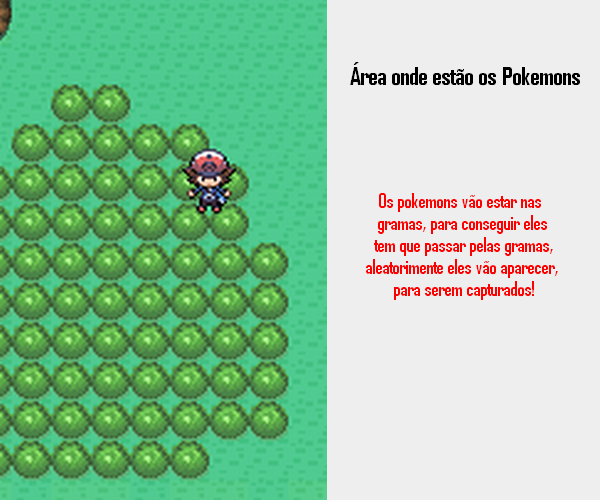 Área onde estão os Pokemons
Os pokemons vão estar nas
gramas, para conseguir eles
tem que passar pelas gramas,
aleatorimente eles vão aparecer,
para serem capturados!